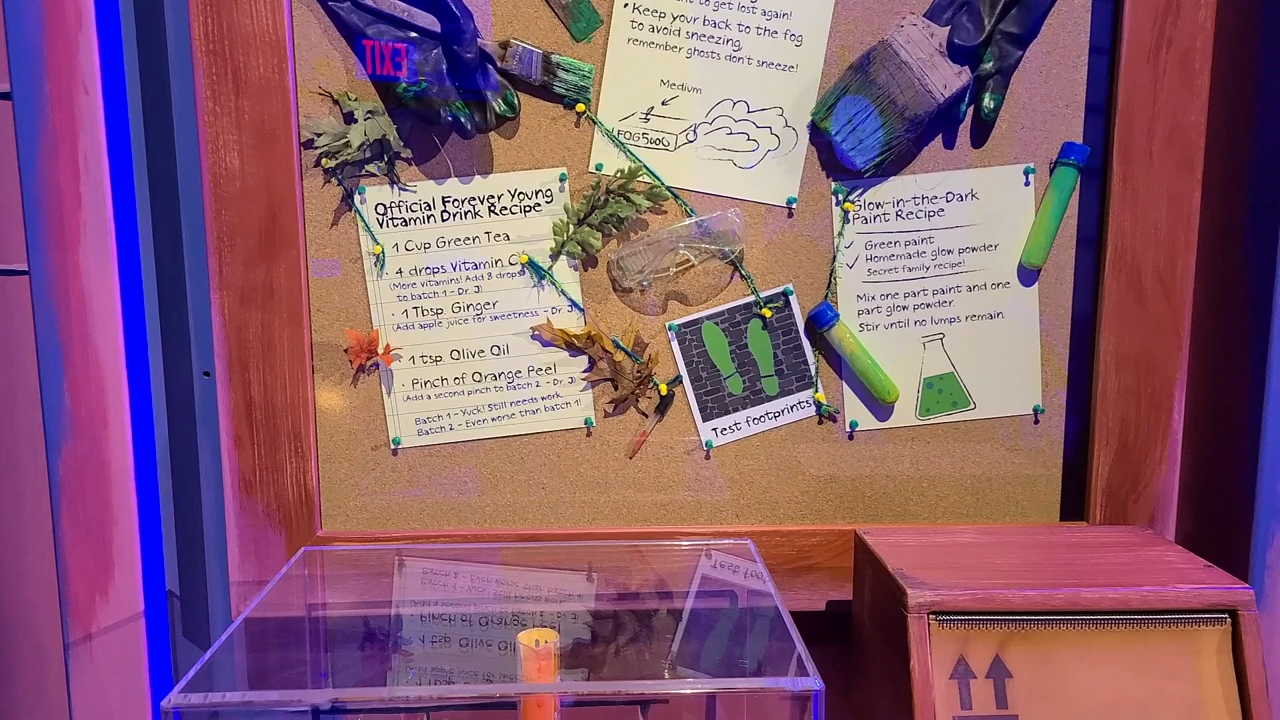 to get lost again!
• Keep your back to the fog
to avoid sneezing,
remember ghosts don't sneeze!
Medium
FOG5000
EXIT
Official Forever Young
Vitamin Drink Recipe
1 Cup Green Tea
· 4 drops Vitamin C
(More vitamins! Add 8 drops
to batch 1 - Dr. J)
· 1 Tbsp. Ginger
(Add apple juice for sweetness - Dr. J)
1 tsp. Olive Oil
· Pinch of Orange Peel
(Add a second pinch to batch 2 - Dr. J)
Batch 1 - Yuck! Still needs work.
Batch 2 - Even worse than batch 1!
Test footprints
Glow-in-the-Dark
Paint Recipe
✓ Green paint
✓ Homemade glow powder
Secret family recipe!
Mix one part paint and one
part glow powder.
Stir until no lumps remain